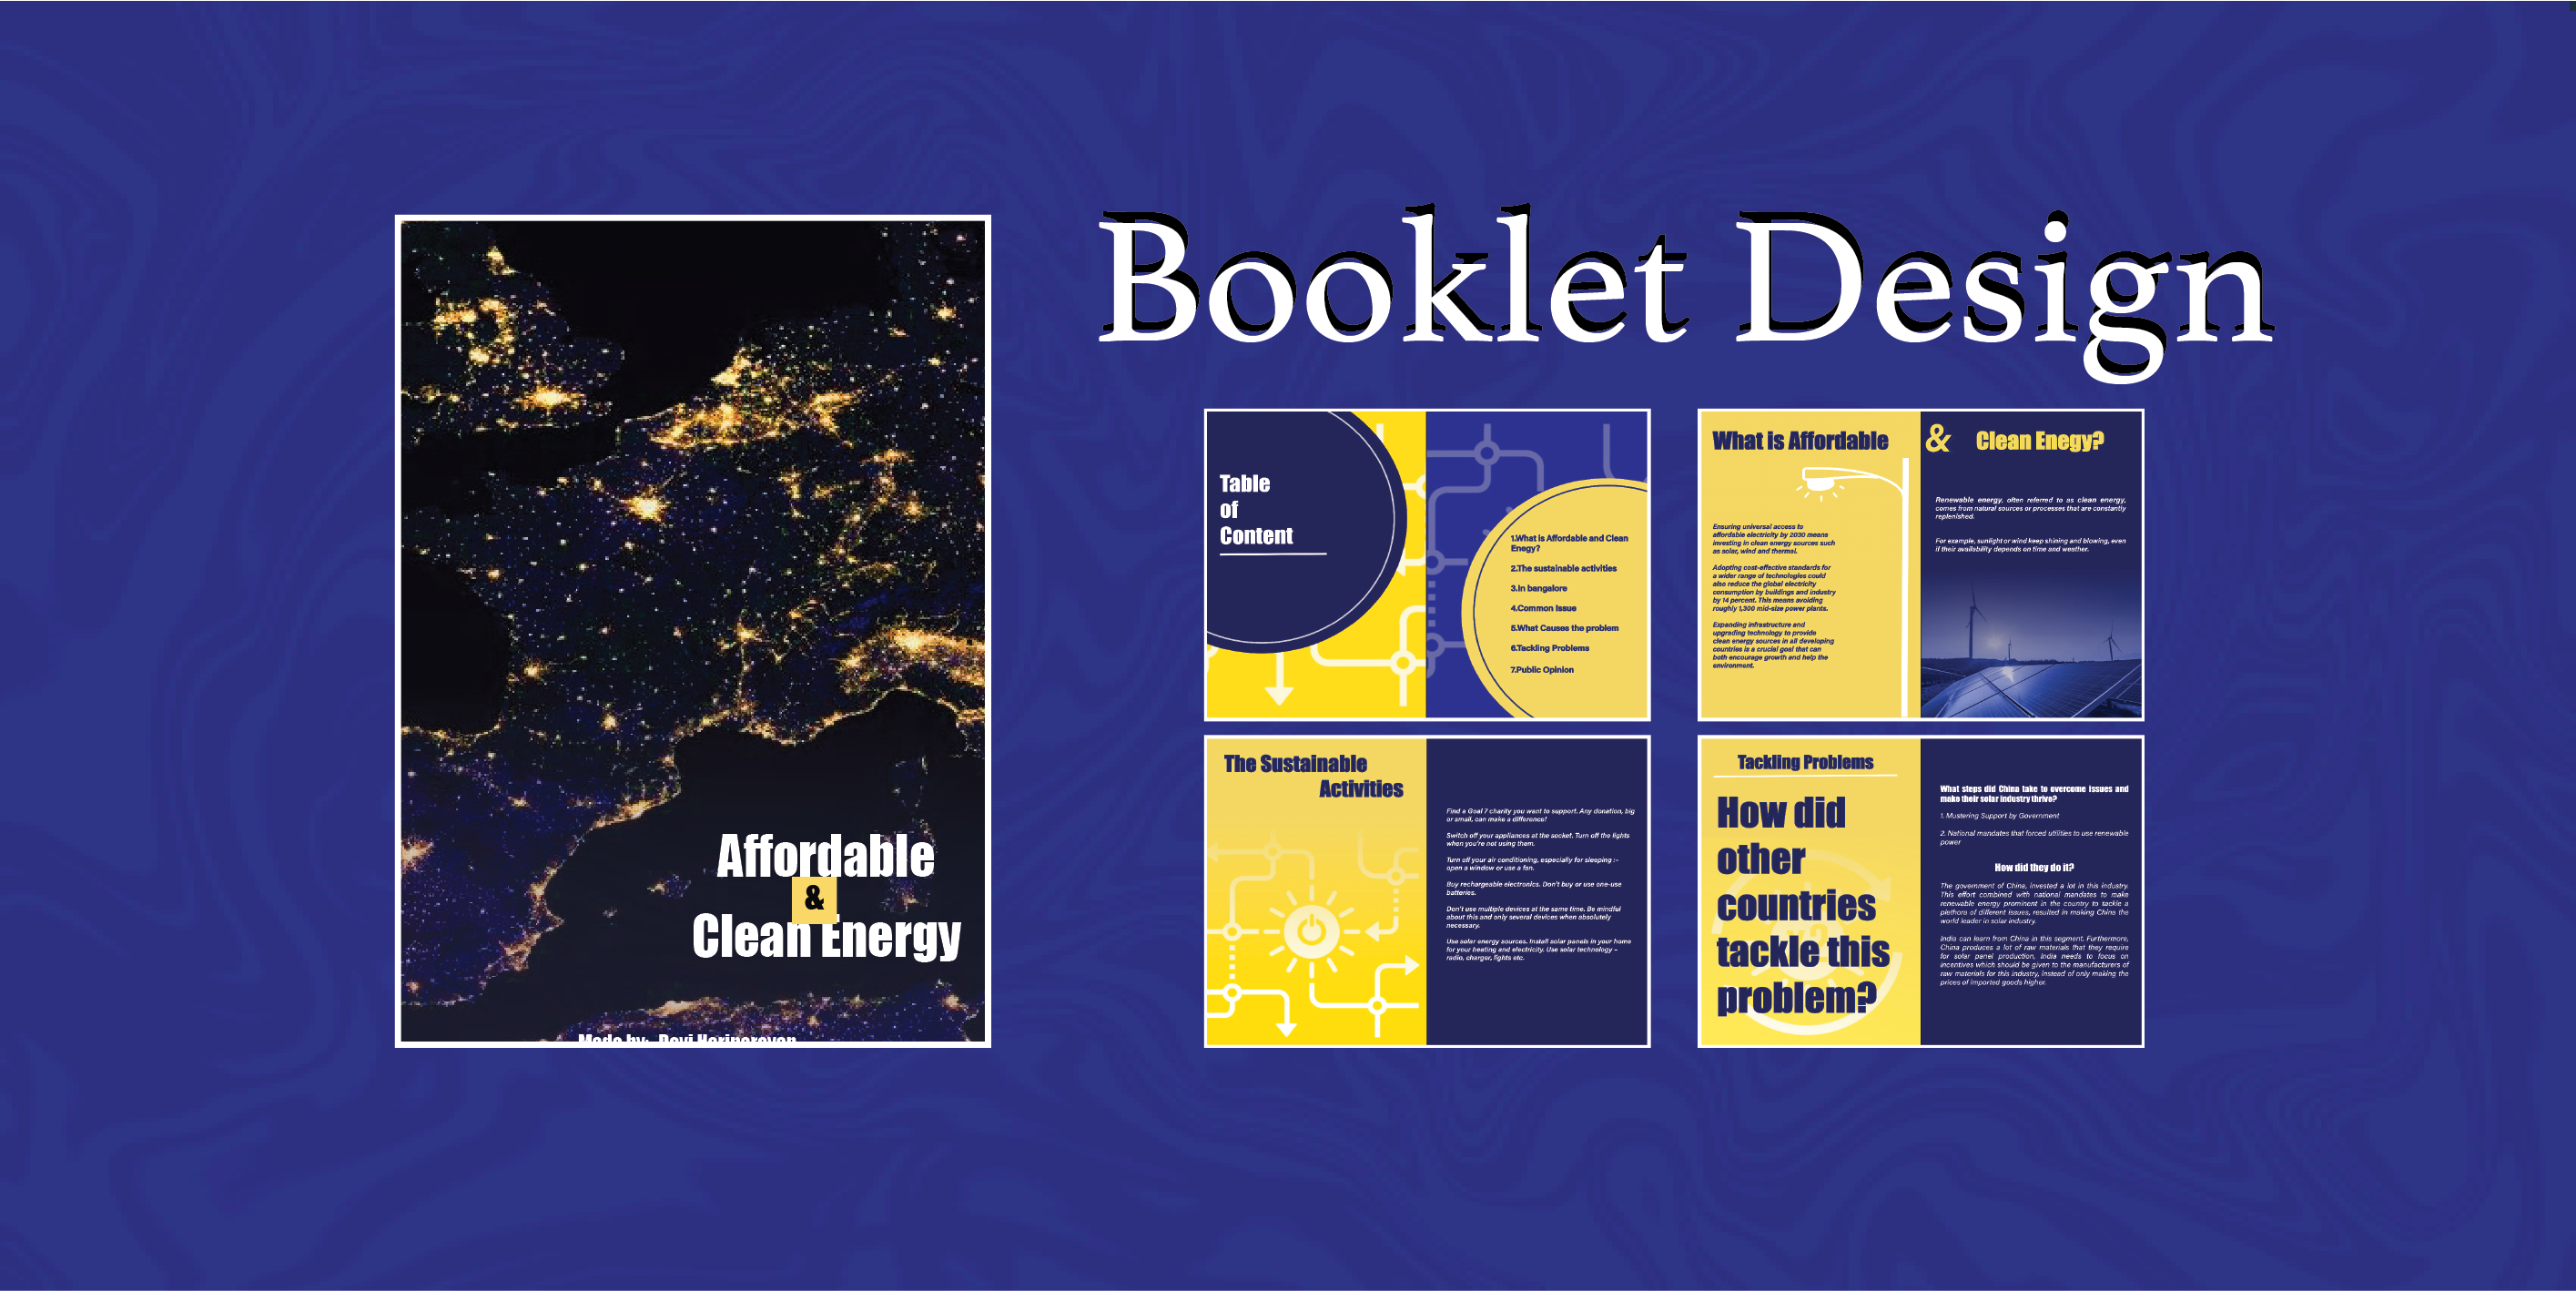 Booklet Design
Affordable
&
Clean Energy
Made by:
Table
of
Content
1.What is Affordable and Clean
Enegy?
2.The sustainable activities
3.In bangalore
4.Common Issue
5.What Causes the problem
6.Tackling Problems
7.Public Opinion
What is Affordable & Clean Enegy?
Ensuring universal access to
affordable electricity by 2030 means
investing in clean energy sources such
as solar, wind and thermal.
Adopting cost-effective standards for
a wider range of technologies could
also reduce the global electricity
consumption by buildings and industry
by 14 percent. This means avoiding
roughly 1,300 mid-size power plants.
Expanding infrastructure and
upgrading technology to provide
clean energy sources in all developing
countries is a crucial goal that can
both encourage growth and help the
environment.
Renewable energy, often referred to as clean energy,
comes from natural sources or processes that are constantly
replenished.
For example, sunlight or wind keep shining and blowing, even
if their availability depends on time and weather.
The Sustainable
Activities
Find a Goal 7 charity you want to support. Any donation, big
or small, can make a difference!
Switch off your appliances at the socket. Turn off the lights
when you're not using them.
Turn off your air conditioning, especially for sleeping :-
open a window or use a fan.
Buy rechargeable electronics. Don't buy or use one-use
batteries.
Don't use multiple devices at the same time. Be mindful
about this and only several devices when absolutely
necessary.
Use solar energy sources. Install solar panels in your home
for your heating and electricity. Use solar technology –
radio, charger, lights etc.
Tackling Problems
How did
other
countries
tackle this
problem?
What steps did China take to overcome issues and
make their solar industry thrive?
1. Mustering Support by Government
2. National mandates that forced utilities to use renewable
power
How did they do it?
The government of China, invested a lot in this industry.
This effort combined with national mandates to make
renewable energy prominent in the country to tackle a
plethora of different issues, resulted in making China the
world leader in solar industry.
India can learn from China in this segment. Furthermore,
China produces a lot of raw materials that they require
for solar panel production, India needs to focus on
incentives which should be given to the manufacturers of
raw materials for this industry, instead of only making the
prices of imported goods higher.